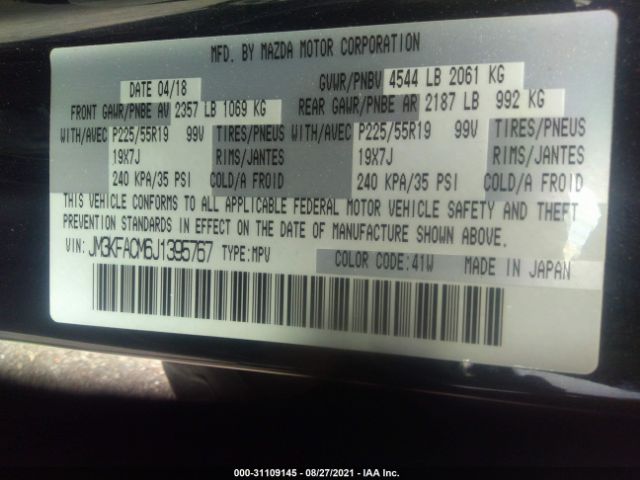 MFD. BY MAZDA MOTOR CORPORATION
DATE 04/18 GVWR/PNBV 4544 LB 2061 KG
FRONT GAWR/PNBE AV 2357 LB 1069 KG REAR GAWR/PNBE AR 2187 LB 992 KG
WITH/AVEC P225/55R19 99V TIRES/PNEUS WITH/AVEC P225/55R19 99V TIRES/PNEUS
19X7J RIMS/JANTES 19X7J RIMS/JANTES
240 KPA/35 PSI COLD/A FROID 240 KPA/35 PSI COLD/A FROID
THIS VEHICLE CONFORMS TO ALL APPLICABLE FEDERAL MOTOR VEHICLE SAFETY AND THEFT
PREVENTION STANDARDS IN EFFECT ON THE DATE OF MANUFACTURE SHOWN ABOVE.
VIN: JM3KFACM6J1395767 TYPE: MPV COLOR CODE: 41W MADE IN JAPAN
000-31109145 - 08/27/2021 - IAA Inc.